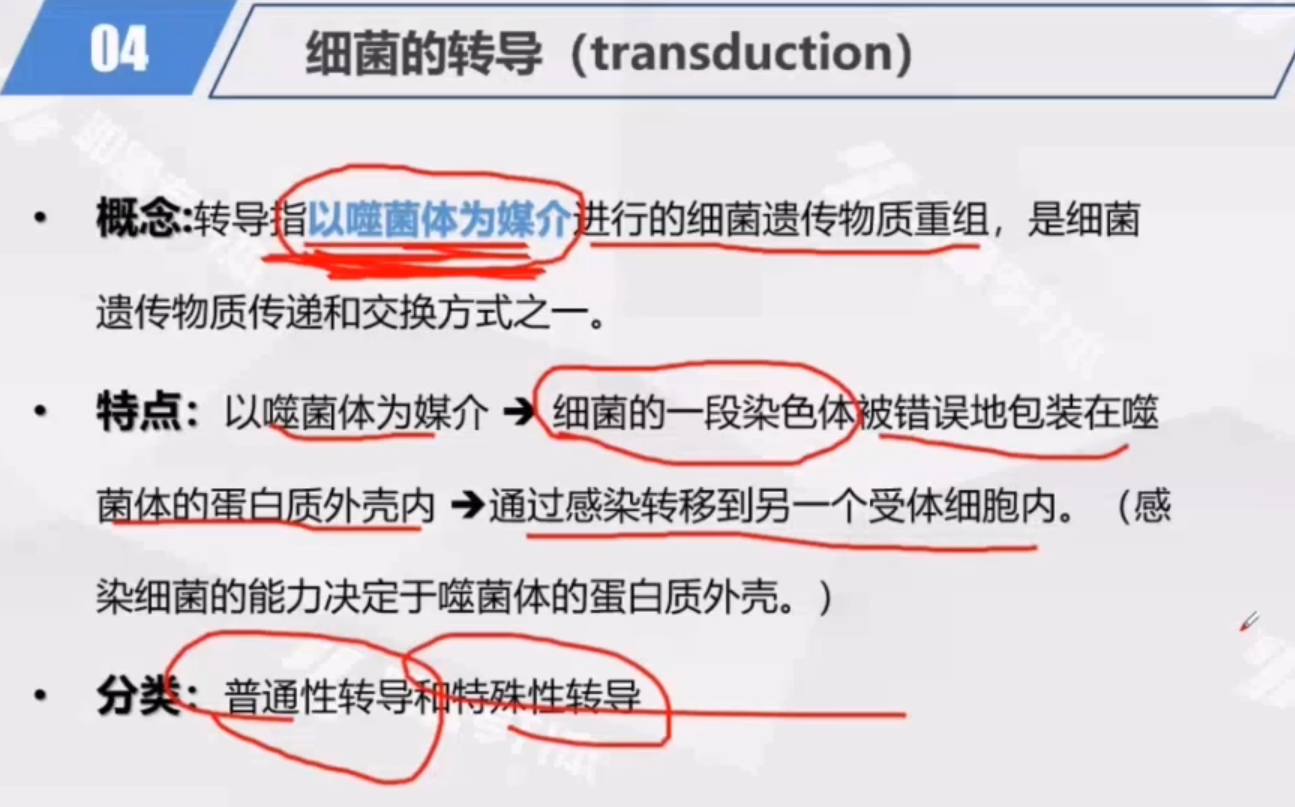 04
细菌的转导（transduction）
• 概念:转导指以噬菌体为媒介进行的细菌遗传物质重组，是细菌
遗传物质传递和交换方式之一。
• 特点：以噬菌体为媒介 ➔ 细菌的一段染色体被错误地包装在噬
菌体的蛋白质外壳内 ➔通过感染转移到另一个受体细胞内。（感
染细菌的能力决定于噬菌体的蛋白质外壳。）
• 分类：普通性转导和特殊性转导